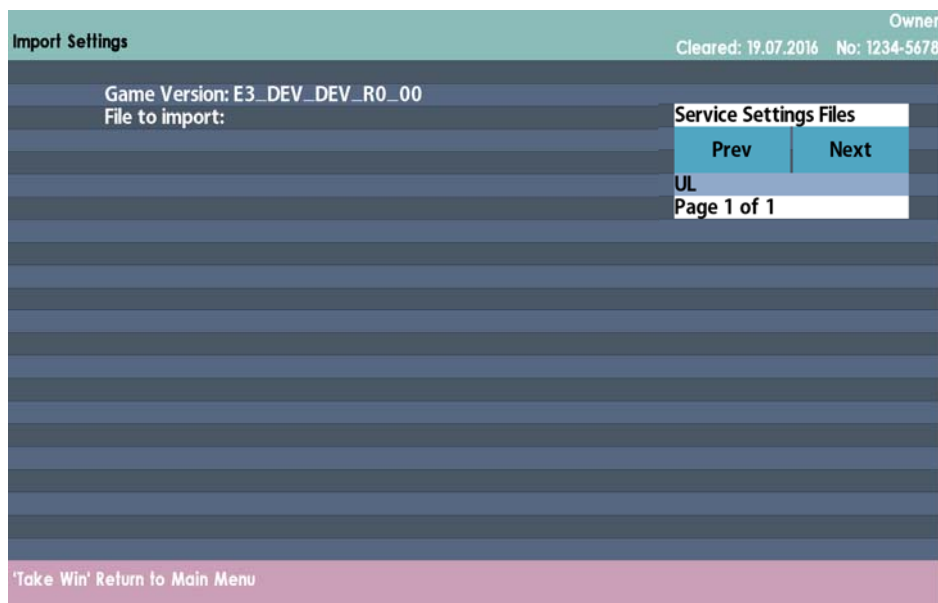 Owner
Import Settings
Cleared: 19.07.2016 No: 1234-5678
Game Version: E3_DEV_DEV_R0_00
File to import:
Service Settings Files
Prev Next
UL
Page 1 of 1
'Take Win' Return to Main Menu